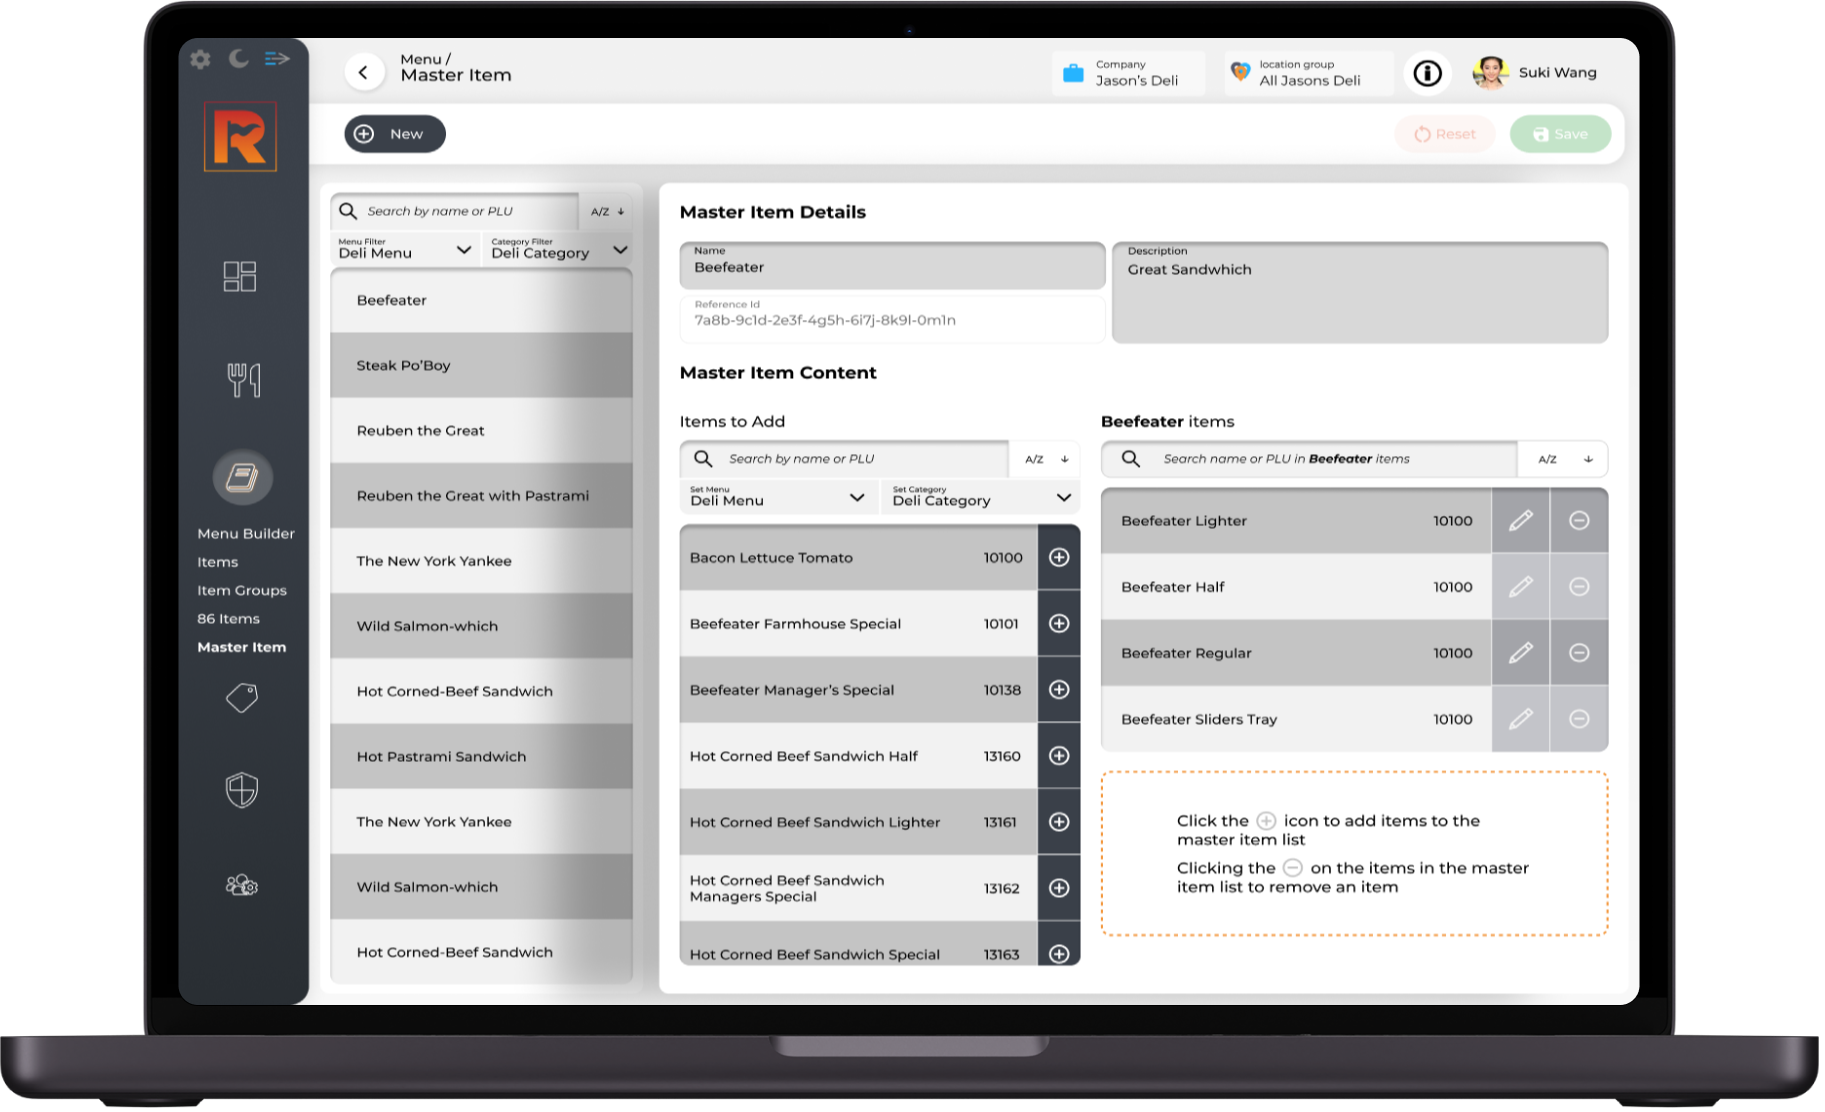 Menu /
Master Item
Company
Jason's Deli
location group
All Jasons Deli
Suki Wang
R
New
Reset
Save
Menu Builder
Items
Item Groups
86 Items
Master Item
Search by name or PLU
A/Z
Menu Filter
Deli Menu
Category Filter
Deli Category
Beefeater
Steak Po'Boy
Reuben the Great
Reuben the Great with Pastrami
The New York Yankee
Wild Salmon-which
Hot Corned-Beef Sandwich
Hot Pastrami Sandwich
The New York Yankee
Wild Salmon-which
Hot Corned-Beef Sandwich
Master Item Details
Name
Beefeater
Reference Id
7a8b-9c1d-2e3f-4g5h-6i7j-8k9l-0m1n
Description
Great Sandwhich
Master Item Content
Items to Add
Search by name or PLU
A/Z
Set Menu
Deli Menu
Set Category
Deli Category
Bacon Lettuce Tomato 10100
Beefeater Farmhouse Special 10101
Beefeater Manager's Special 10138
Hot Corned Beef Sandwich Half 13160
Hot Corned Beef Sandwich Lighter 13161
Hot Corned Beef Sandwich
Managers Special 13162
Hot Corned Beef Sandwich Special 13163
Beefeater items
Search name or PLU in Beefeater items
A/Z
Beefeater Lighter 10100
Beefeater Half 10100
Beefeater Regular 10100
Beefeater Sliders Tray 10100
Click the icon to add items to the
master item list
Clicking the on the items in the master
item list to remove an item